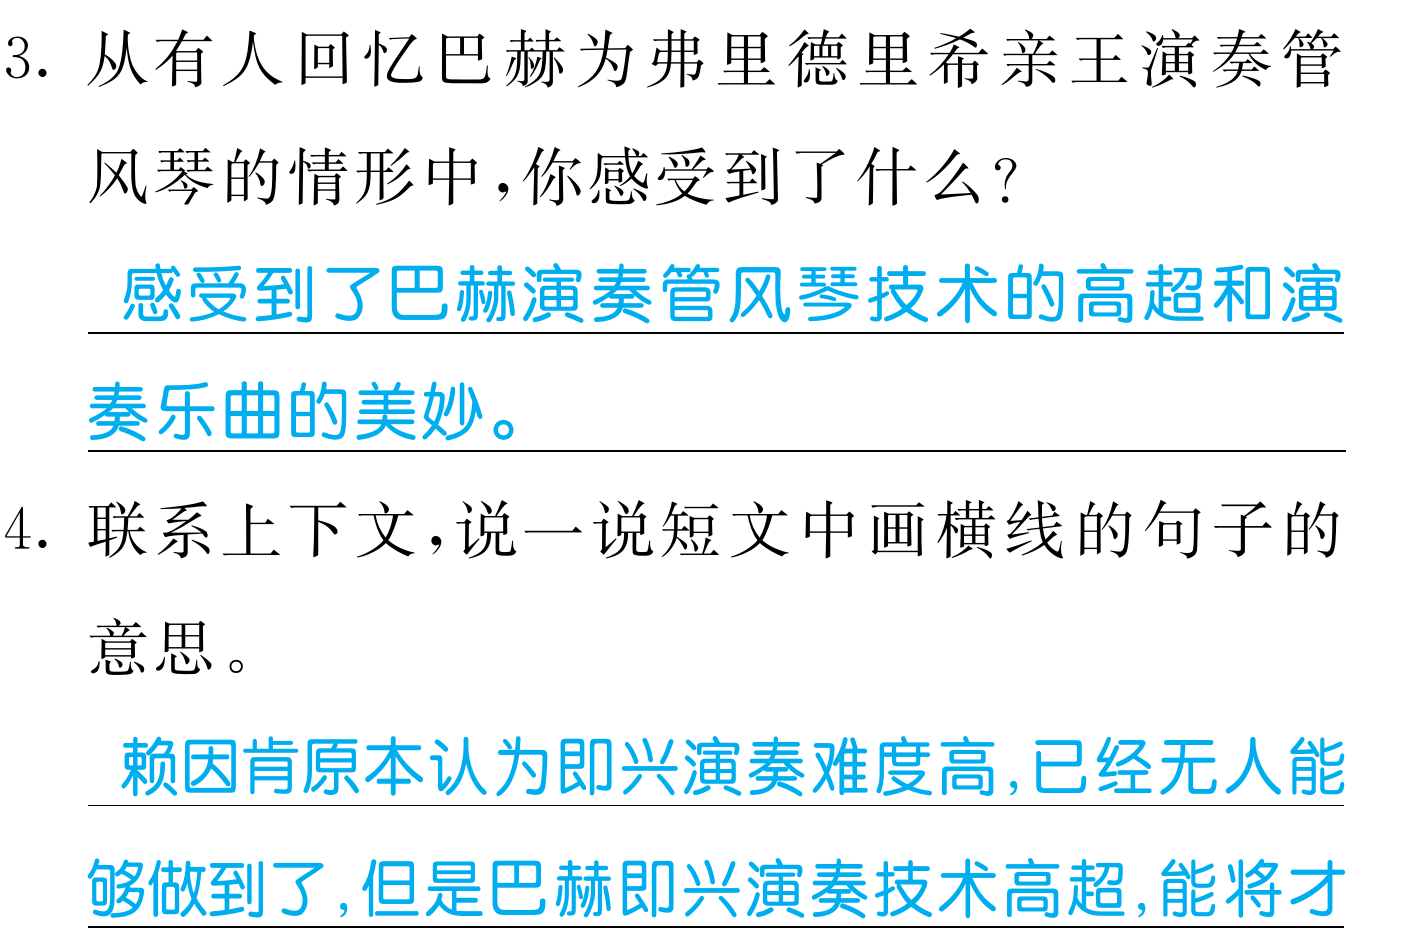 3. 从有人回忆巴赫为弗里德里希亲王演奏管
风琴的情形中,你感受到了什么?
感受到了巴赫演奏管风琴技术的高超和演
奏乐曲的美妙。
4. 联系上下文,说一说短文中画横线的句子的
意思。
赖因肯原本认为即兴演奏难度高,已经无人能
够做到了,但是巴赫即兴演奏技术高超,能将才